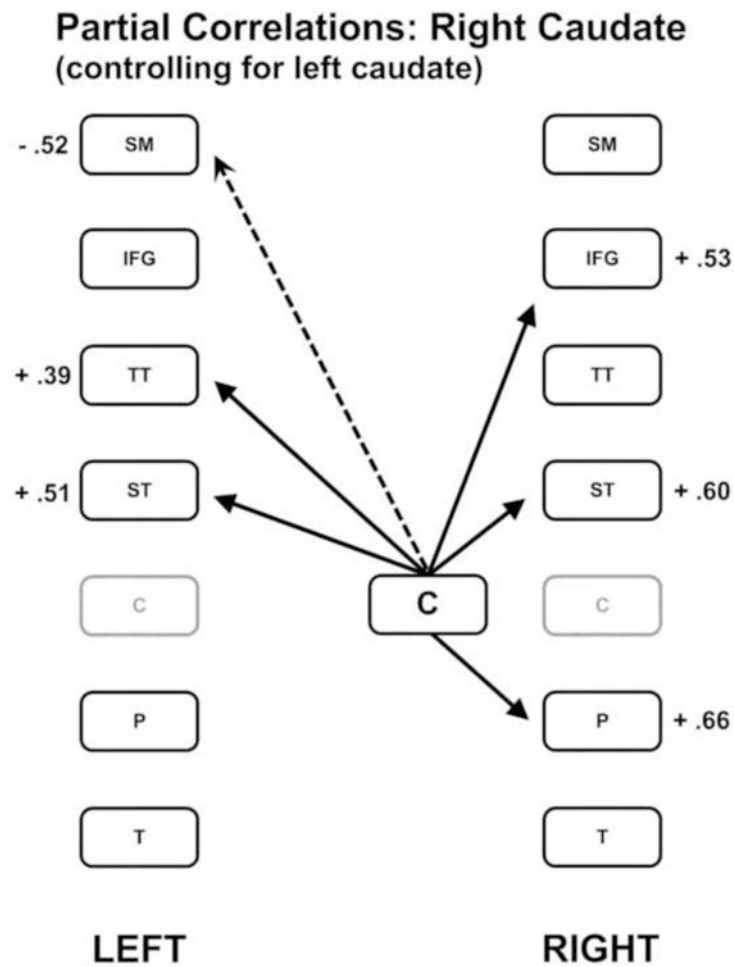 Partial Correlations: Right Caudate
(controlling for left caudate)
- .52 SM SM
IFG IFG + .53
+ .39 TT TT
+ .51 ST ST + .60
C C C
P P + .66
T T
LEFT RIGHT